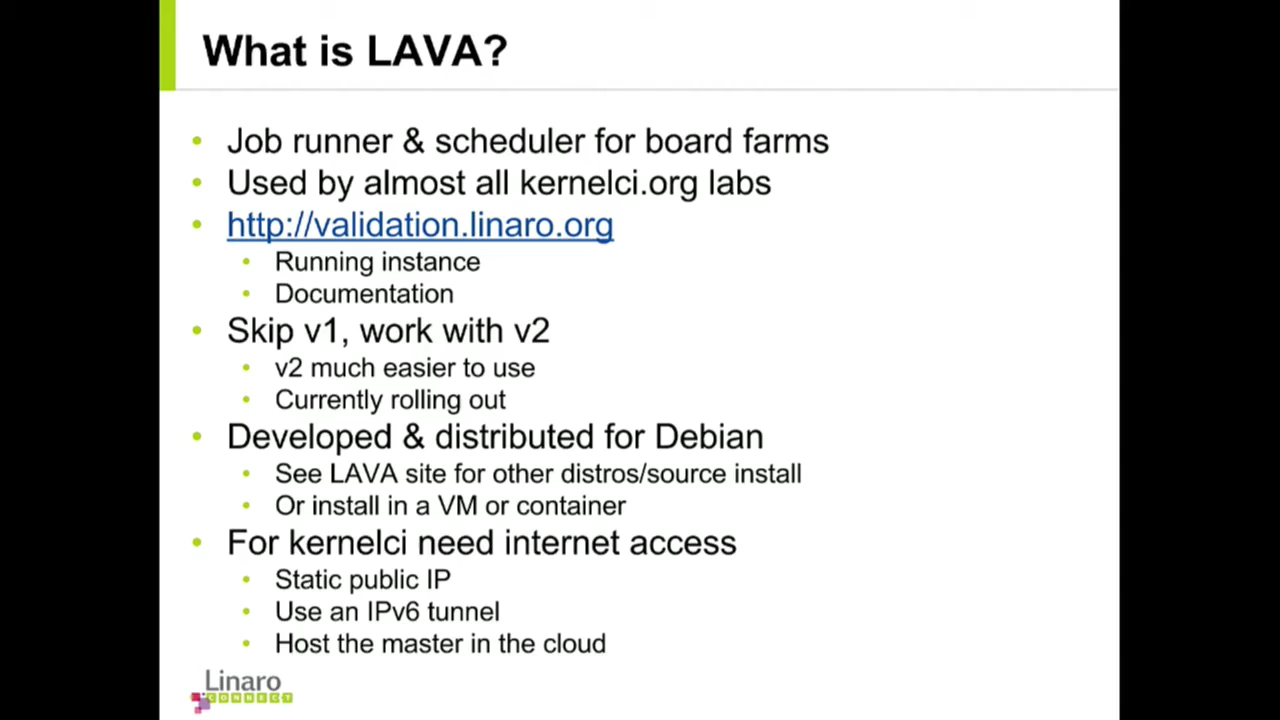 What is LAVA?
• Job runner & scheduler for board farms
• Used by almost all kernelci.org labs
• http://validation.linaro.org
• Running instance
• Documentation
• Skip v1, work with v2
• v2 much easier to use
• Currently rolling out
• Developed & distributed for Debian
• See LAVA site for other distros/source install
• Or install in a VM or container
• For kernelci need internet access
• Static public IP
• Use an IPv6 tunnel
• Host the master in the cloud
Linaro
CONNECT